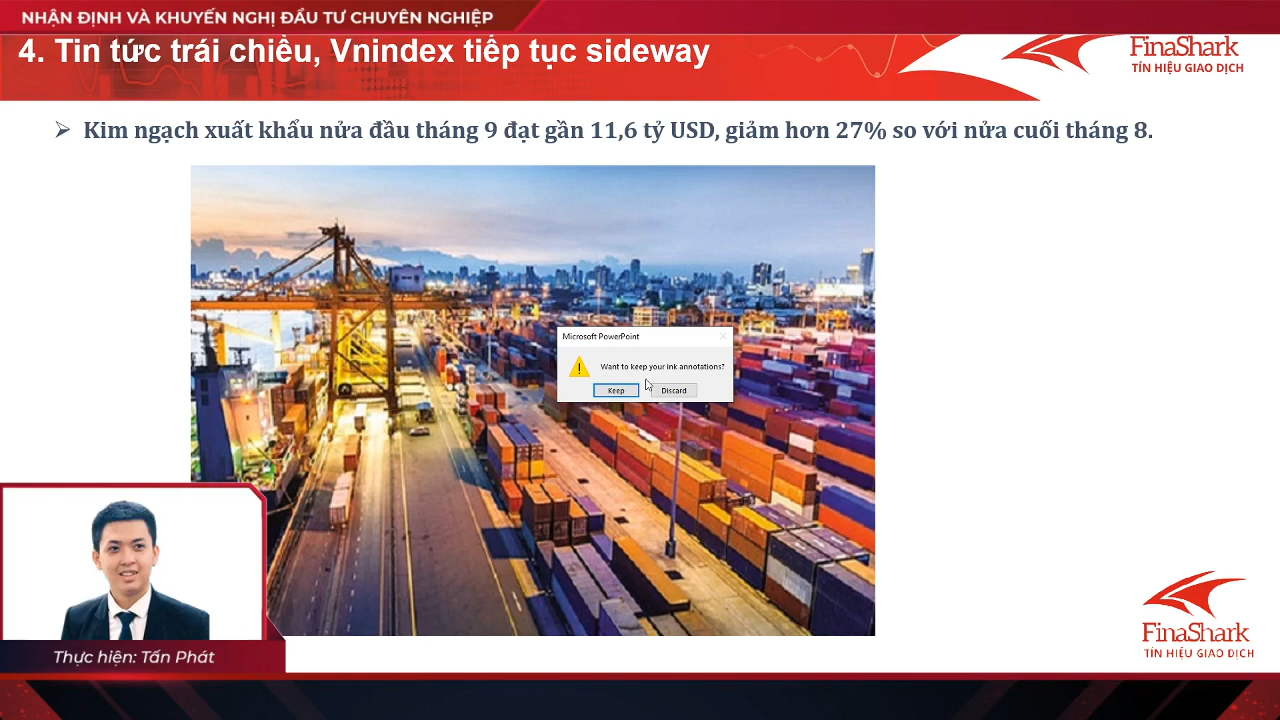 NHẬN ĐỊNH VÀ KHUYẾN NGHỊ ĐẦU TƯ CHUYÊN NGHIỆP
4. Tin tức trái chiều, Vnindex tiếp tục sideway
FinaShark
TÍN HIỆU GIAO DỊCH
Kim ngạch xuất khẩu nửa đầu tháng 9 đạt gần 11,6 tỷ USD, giảm hơn 27% so với nửa cuối tháng 8.
Microsoft PowerPoint
Want to keep your ink annotations?
Keep Discard
Thực hiện: Tấn Phát
FinaShark
TÍN HIỆU GIAO DỊCH